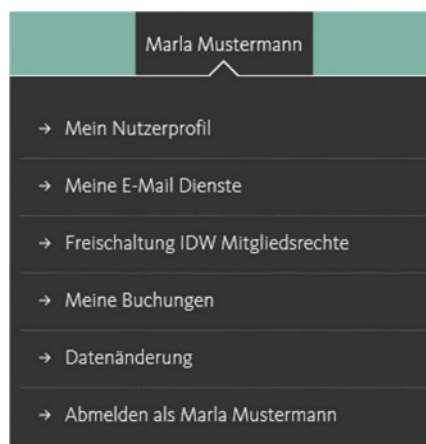 Marla Mustermann
→ Mein Nutzerprofil
→ Meine E-Mail Dienste
→ Freischaltung IDW Mitgliedsrechte
→ Meine Buchungen
→ Datenänderung
→ Abmelden als Marla Mustermann